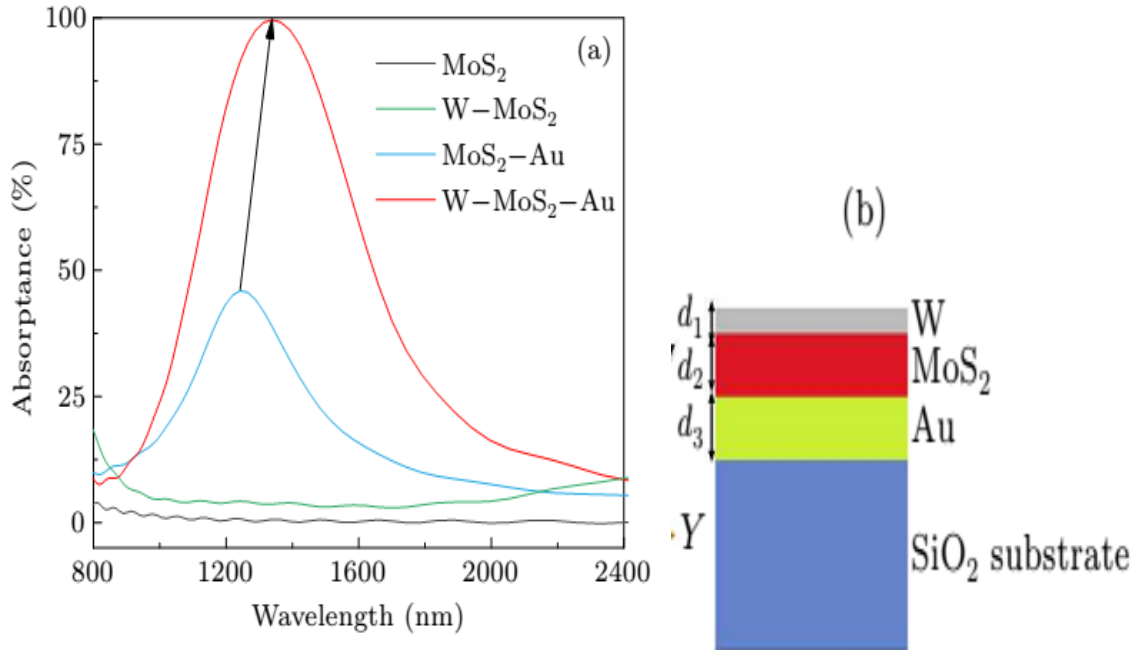 100
75
50
25
0
Absorptance (%)
800
1200
1600
2000
2400
Wavelength (nm)
(a)
MoS₂
W−MoS₂
MoS₂−Au
W−MoS₂−Au
(b)
d₁
W
d₂
MoS₂
d₃
Au
Y
SiO₂ substrate